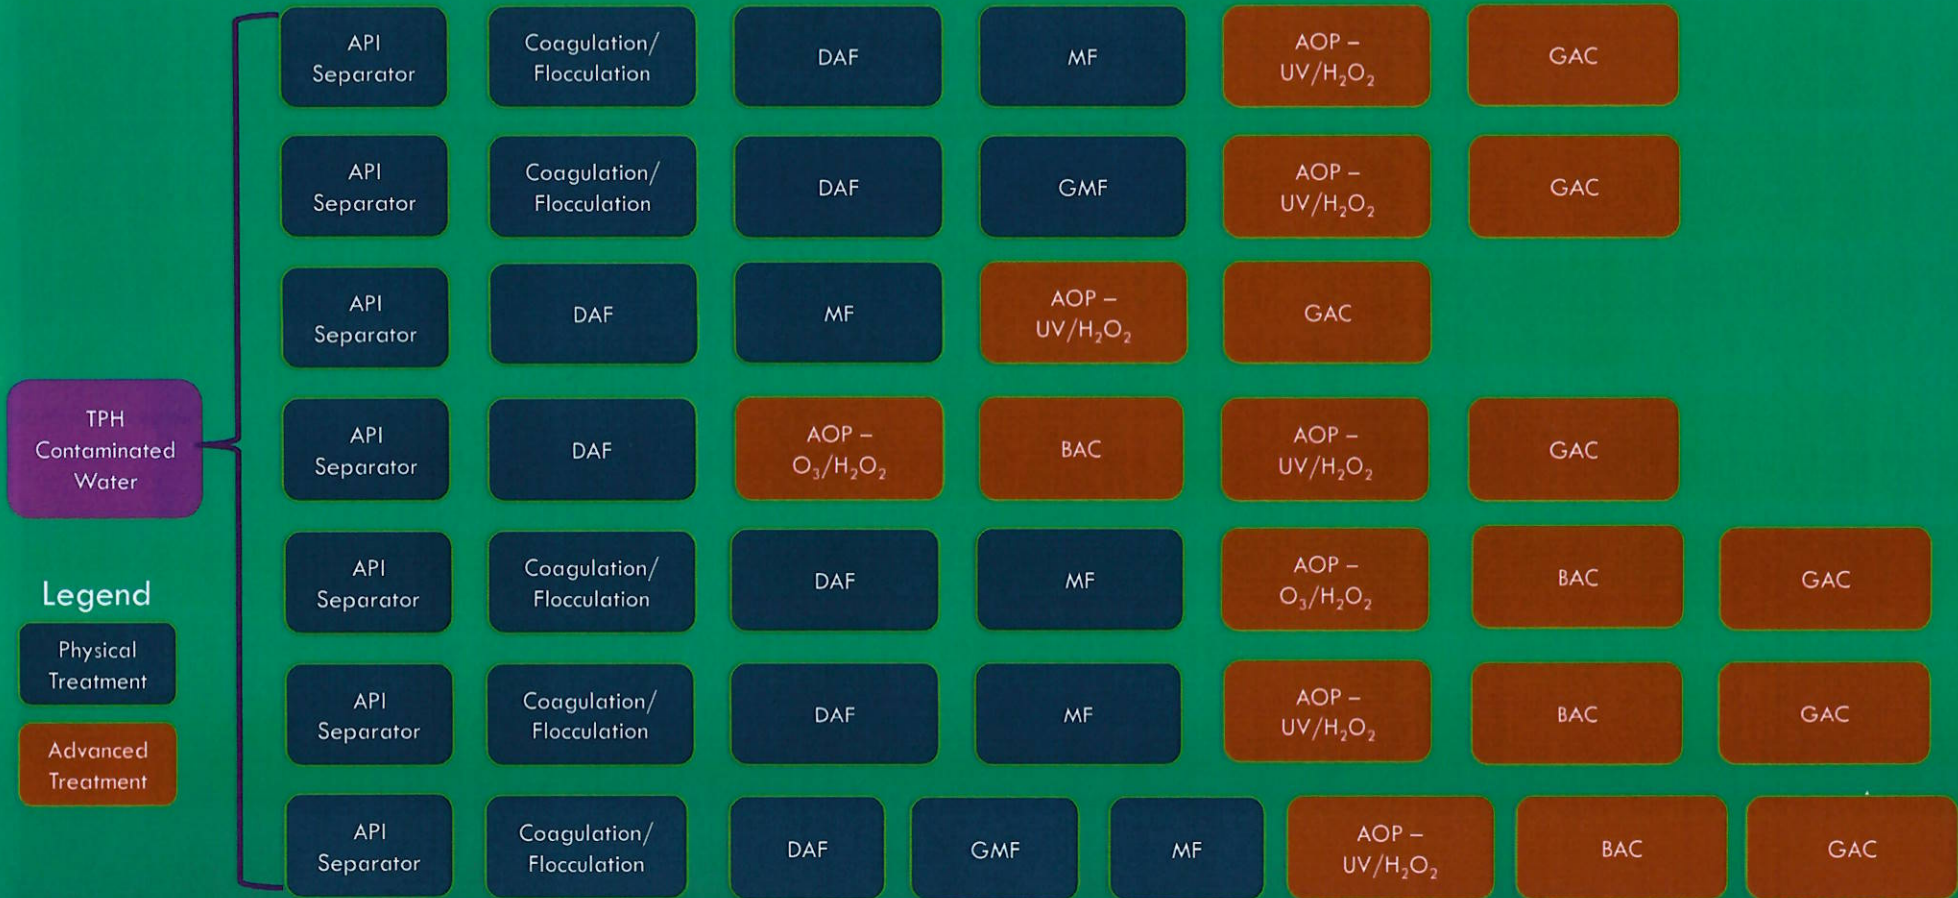 API
Separator
Coagulation/
Flocculation
DAF
MF
AOP –
UV/H₂O₂
GAC
API
Separator
Coagulation/
Flocculation
DAF
GMF
AOP –
UV/H₂O₂
GAC
API
Separator
DAF
MF
AOP –
UV/H₂O₂
GAC
TPH
Contaminated
Water
API
Separator
DAF
AOP –
O₃/H₂O₂
BAC
AOP –
UV/H₂O₂
GAC
API
Separator
Coagulation/
Flocculation
DAF
MF
AOP –
O₃/H₂O₂
BAC
GAC
Legend
Physical
Treatment
Advanced
Treatment
API
Separator
Coagulation/
Flocculation
DAF
MF
AOP –
UV/H₂O₂
BAC
GAC
API
Separator
Coagulation/
Flocculation
DAF
GMF
MF
AOP –
UV/H₂O₂
BAC
GAC